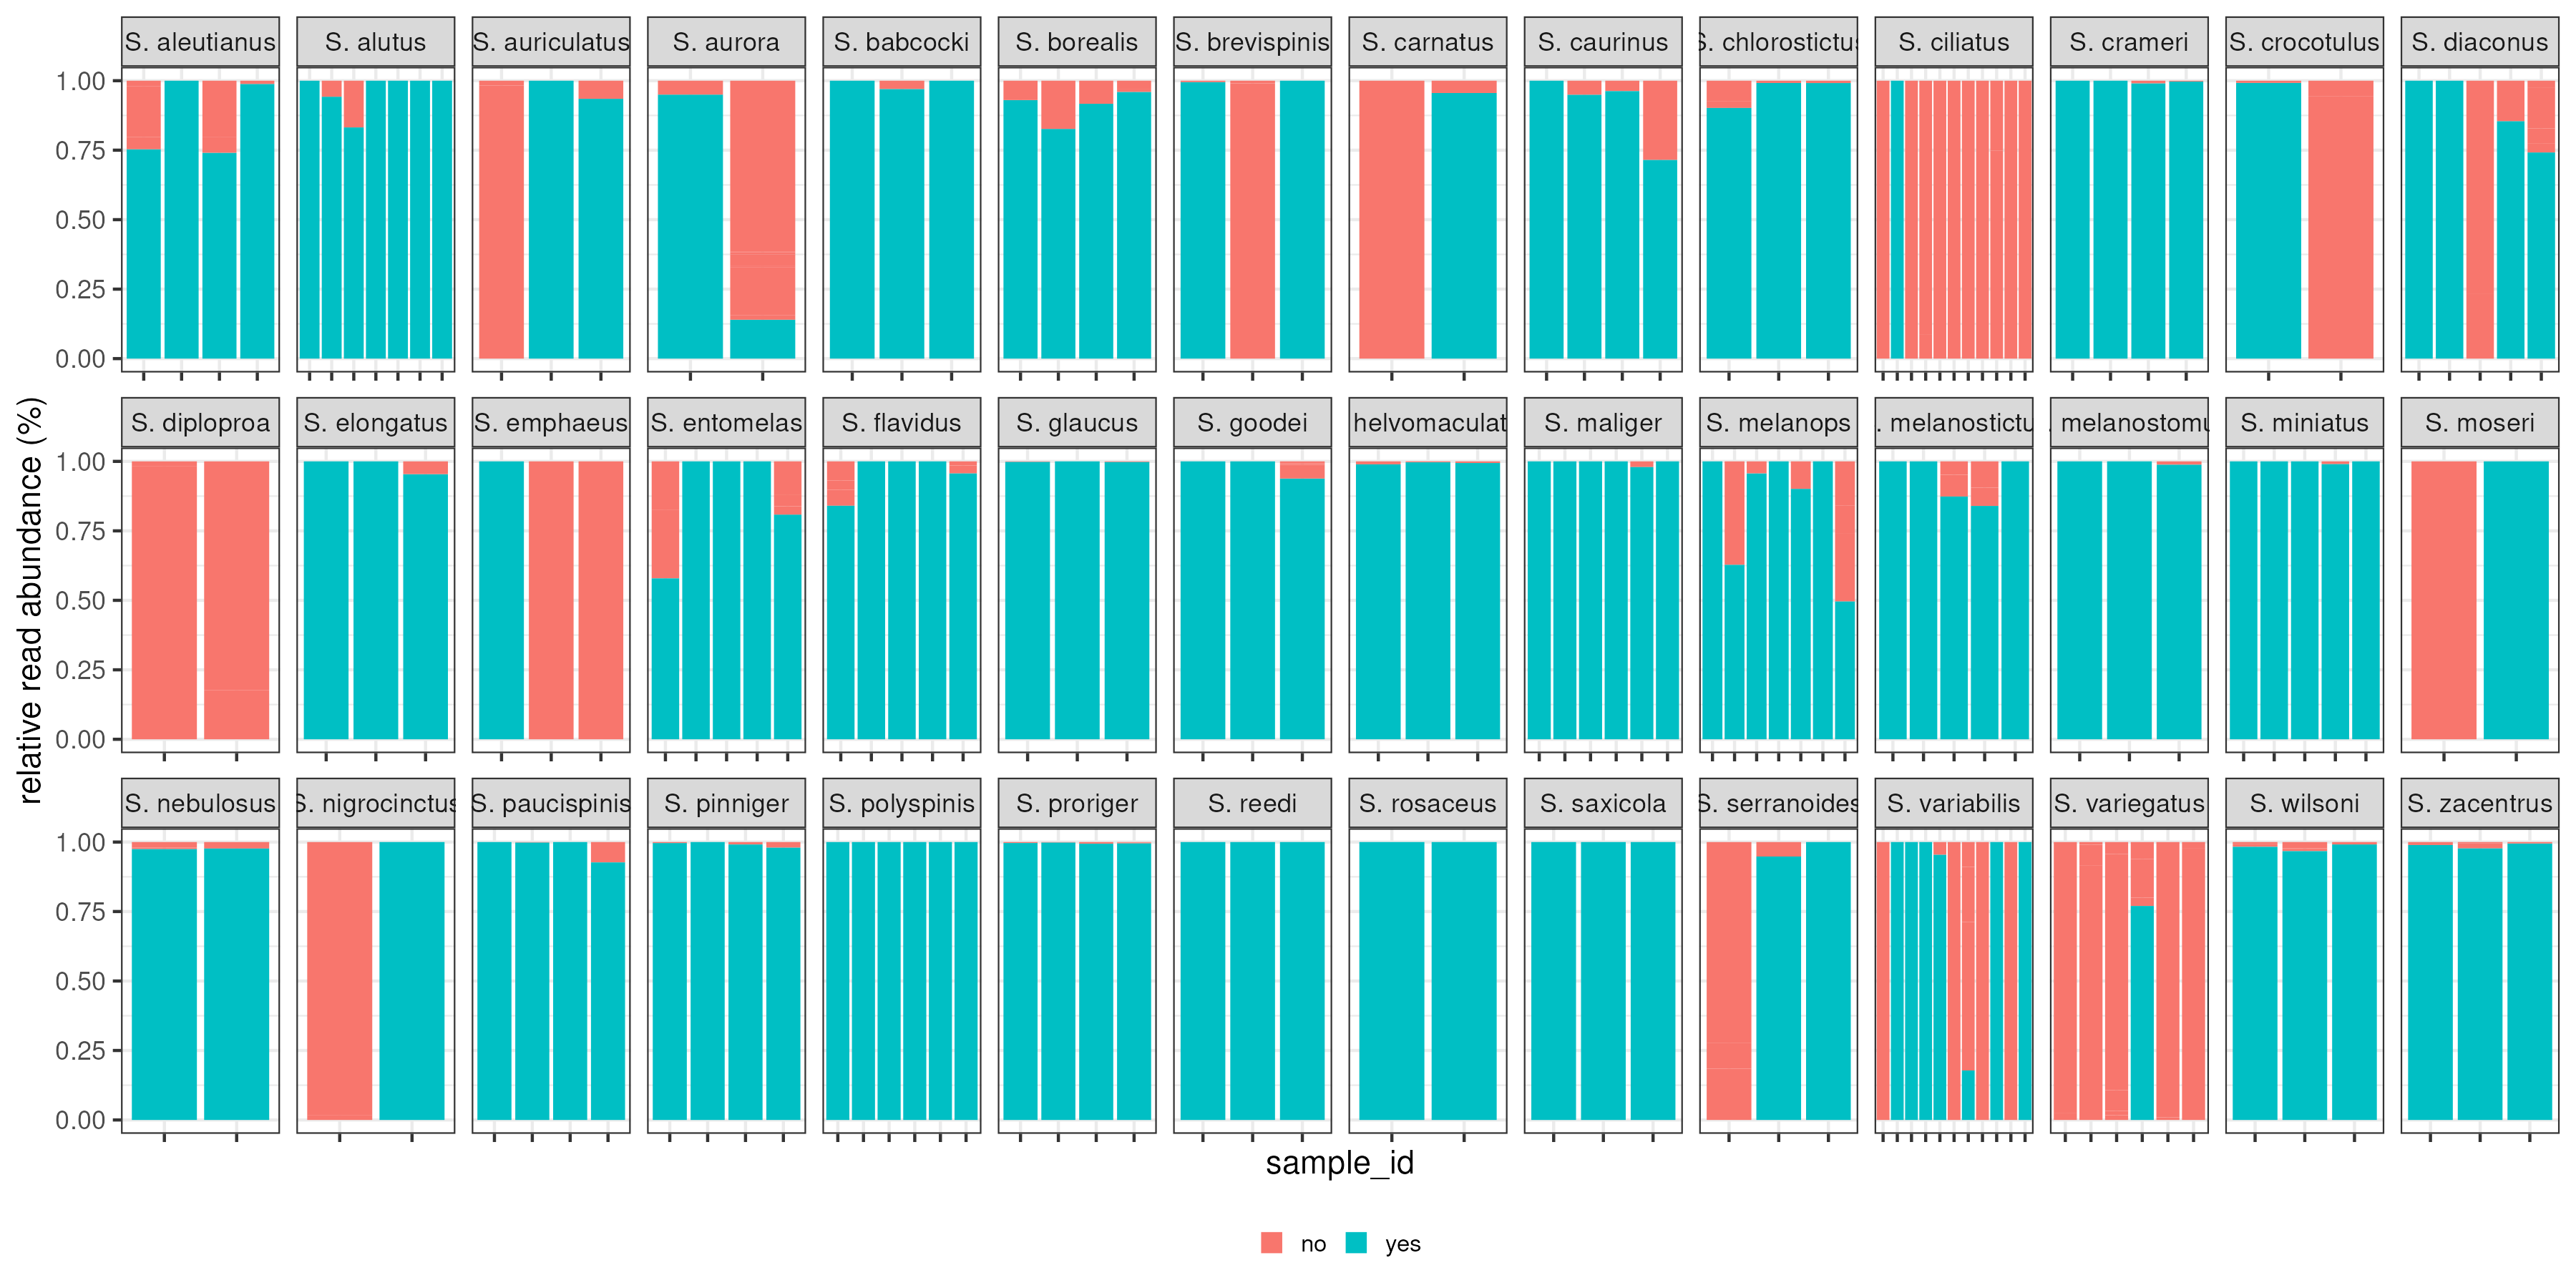 S. aleutianus S. alutus S. auriculatus S. aurora S. babcocki S. borealis S. brevispinis S. carnatus S. caurinus S. chlorostictus S. ciliatus S. crameri S. crocotulus S. diaconus
1.00
0.75
0.50
0.25
0.00
S. diploproa S. elongatus S. emphaeus S. entomelas S. flavidus S. glaucus S. goodei helvomaculat S. maliger S. melanops . melanostictu . melanostomu S. miniatus S. moseri
1.00
0.75
0.50
0.25
0.00
relative read abundance (%)
S. nebulosus S. nigrocinctus S. paucispinis S. pinniger S. polyspinis S. proriger S. reedi S. rosaceus S. saxicola S. serranoides S. variabilis S. variegatus S. wilsoni S. zacentrus
1.00
0.75
0.50
0.25
0.00
sample_id
no yes